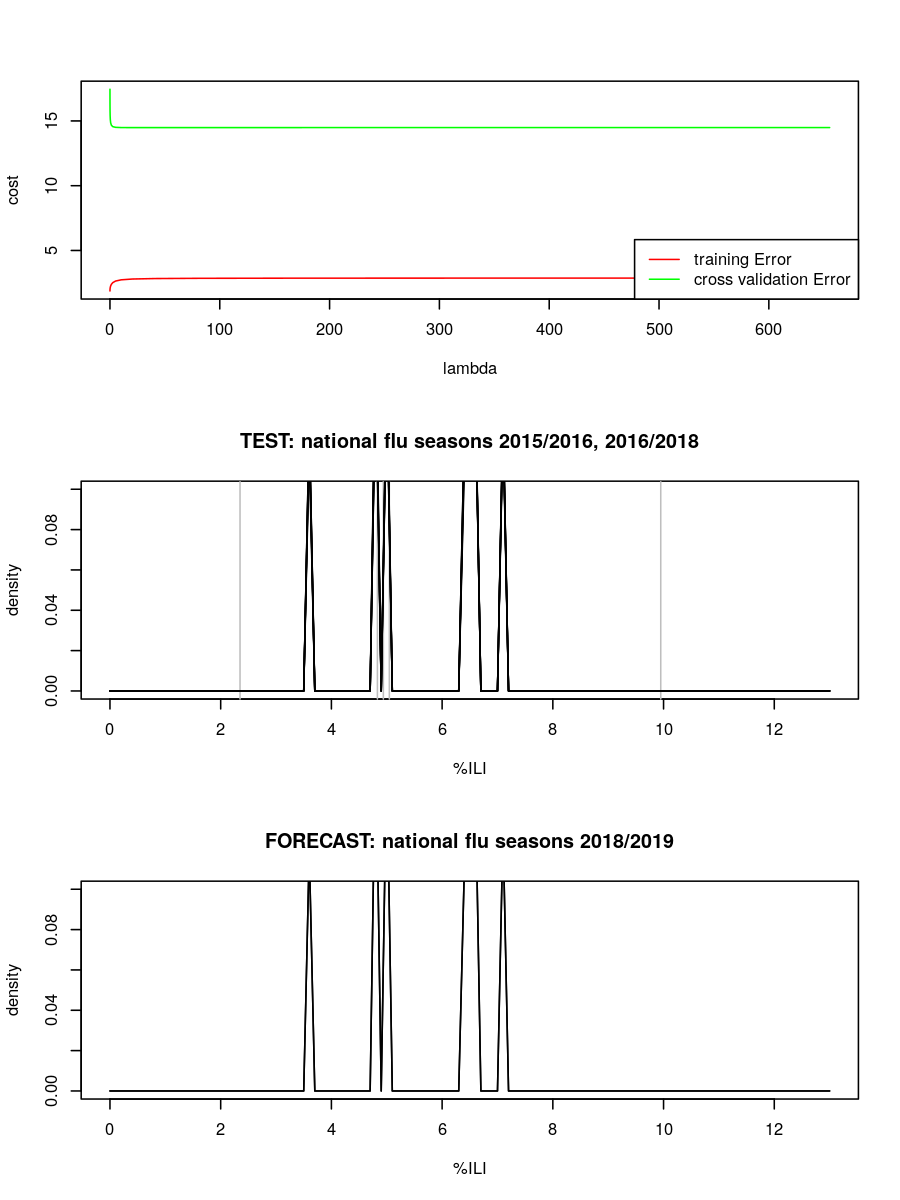 15
10
5
cost
training Error
cross validation Error
0 100 200 300 400 500 600
lambda
TEST: national flu seasons 2015/2016, 2016/2018
0.08
0.04
0.00
density
0 2 4 6 8 10 12
%ILI
FORECAST: national flu seasons 2018/2019
0.08
0.04
0.00
density
0 2 4 6 8 10 12
%ILI